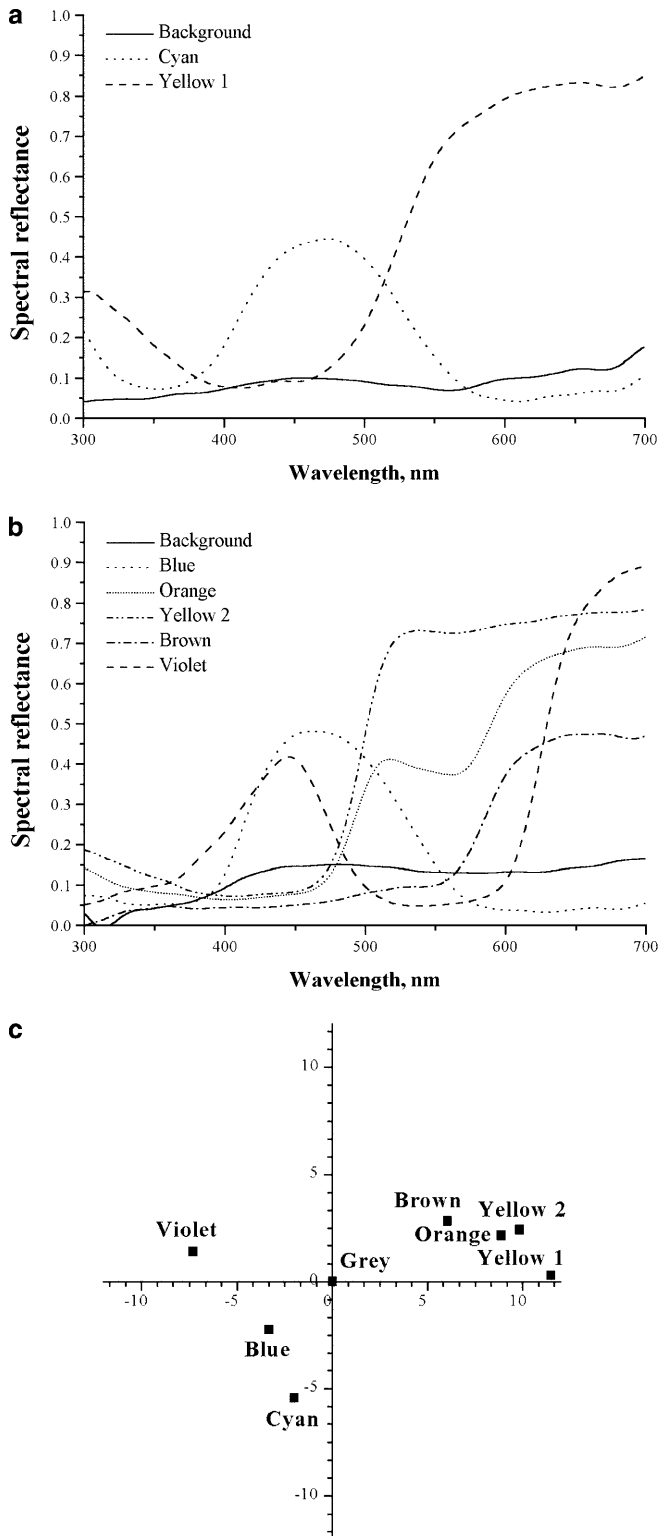 a
Background
Cyan
Yellow 1
1.0
0.9
0.8
0.7
0.6
0.5
0.4
0.3
0.2
0.1
0.0
Spectral reflectance
300 400 500 600 700
Wavelength, nm
b
Background
Blue
Orange
Yellow 2
Brown
Violet
1.0
0.9
0.8
0.7
0.6
0.5
0.4
0.3
0.2
0.1
0.0
Spectral reflectance
300 400 500 600 700
Wavelength, nm
c
10
5
Brown Yellow 2
Orange
Violet
Yellow 1
Grey
0
-10 -5 0 5 10
Blue
-5
Cyan
-10